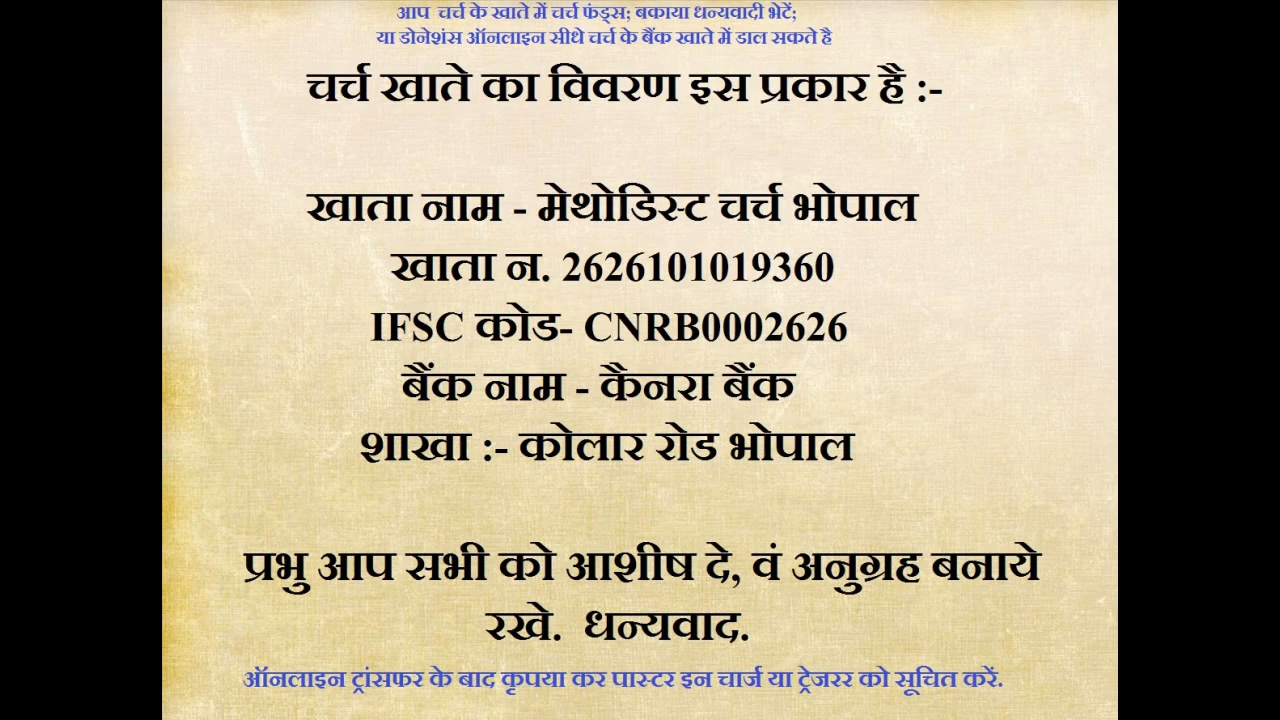 आप चर्च के खाते में चर्च फंड्स; बकाया धन्यवादी भेटें;
या डोनेशंस ऑनलाइन सीधे चर्च के बैंक खाते में डाल सकते है
चर्च खाते का विवरण इस प्रकार है :-
खाता नाम - मेथोडिस्ट चर्च भोपाल
खाता न. 2626101019360
IFSC कोड- CNRB0002626
बैंक नाम - कैनरा बैंक
शाखा :- कोलार रोड भोपाल
प्रभु आप सभी को आशीष दे, वं अनुग्रह बनाये
रखे. धन्यवाद.
ऑनलाइन ट्रांसफर के बाद कृपया कर पास्टर इन चार्ज या ट्रेजरर को सूचित करें.